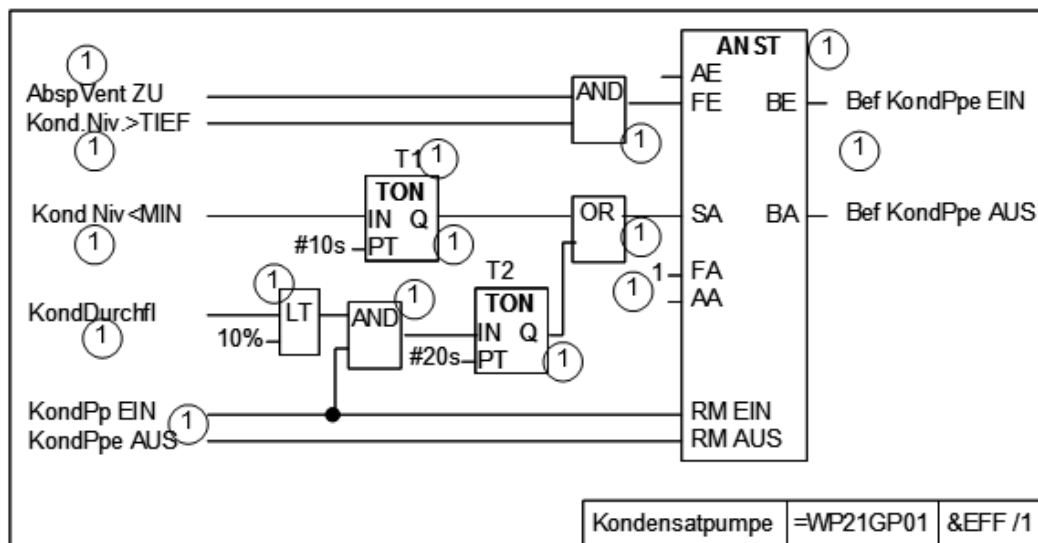 ANST 1
1
AE
AbspVent ZU AND FE BE Bef KondPpe EIN
Kond.Niv.>TIEF 1 1
1
T1 1
TON
Kond Niv<MIN IN Q OR SA BA Bef KondPpe AUS
1 #10s PT 1 1
T2
1 FA
1 1 1 AA
TON
KondDurchfl LT AND IN Q
1 10% #20s PT 1
KondPp EIN 1 RM EIN
KondPpe AUS RM AUS
Kondensatpumpe =WP21GP01 &EFF /1